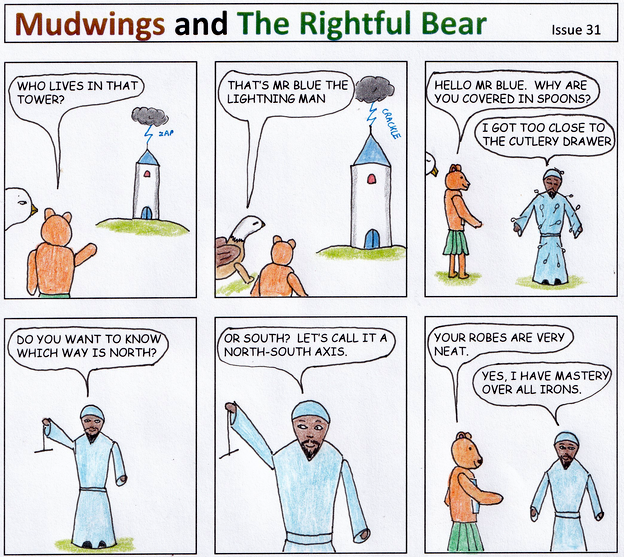 Mudwings and The Rightful Bear
Issue 31
WHO LIVES IN THAT
TOWER?
ZAP
THAT'S MR BLUE THE
LIGHTNING MAN
CRACKLE
HELLO MR BLUE. WHY ARE
YOU COVERED IN SPOONS?
I GOT TOO CLOSE TO
THE CUTLERY DRAWER
DO YOU WANT TO KNOW
WHICH WAY IS NORTH?
OR SOUTH? LET'S CALL IT A
NORTH-SOUTH AXIS.
YOUR ROBES ARE VERY
NEAT.
YES, I HAVE MASTERY
OVER ALL IRONS.